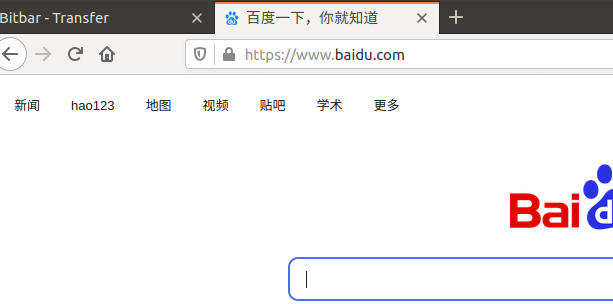 Bitbar - Transfer
百度一下，你就知道
https://www.baidu.com
新闻 hao123 地图 视频 贴吧 学术 更多
Bai